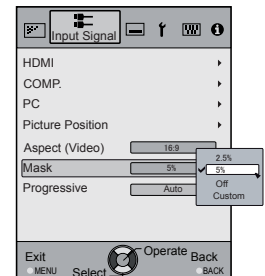 Input Signal
HDMI
COMP.
PC
Picture Position
Aspect (Video) 16:9
Mask 5%
Progressive Auto
2.5%
5%
Off
Custom
Exit
MENU
Select
Operate
Back
BACK